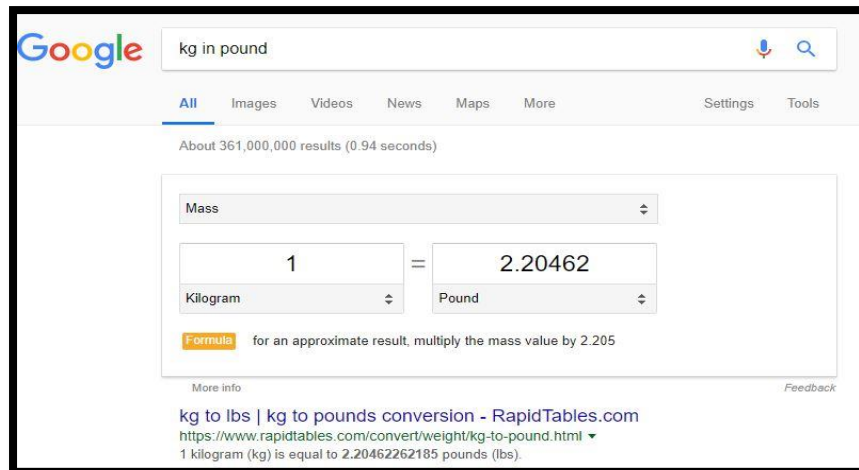 Google kg in pound
All Images Videos News Maps More Settings Tools
About 361,000,000 results (0.94 seconds)
Mass
1 = 2.20462
Kilogram Pound
Formula for an approximate result, multiply the mass value by 2.205
More info Feedback
kg to lbs | kg to pounds conversion - RapidTables.com
https://www.rapidtables.com/convert/weight/kg-to-pound.html
1 kilogram (kg) is equal to 2.20462262185 pounds (lbs).